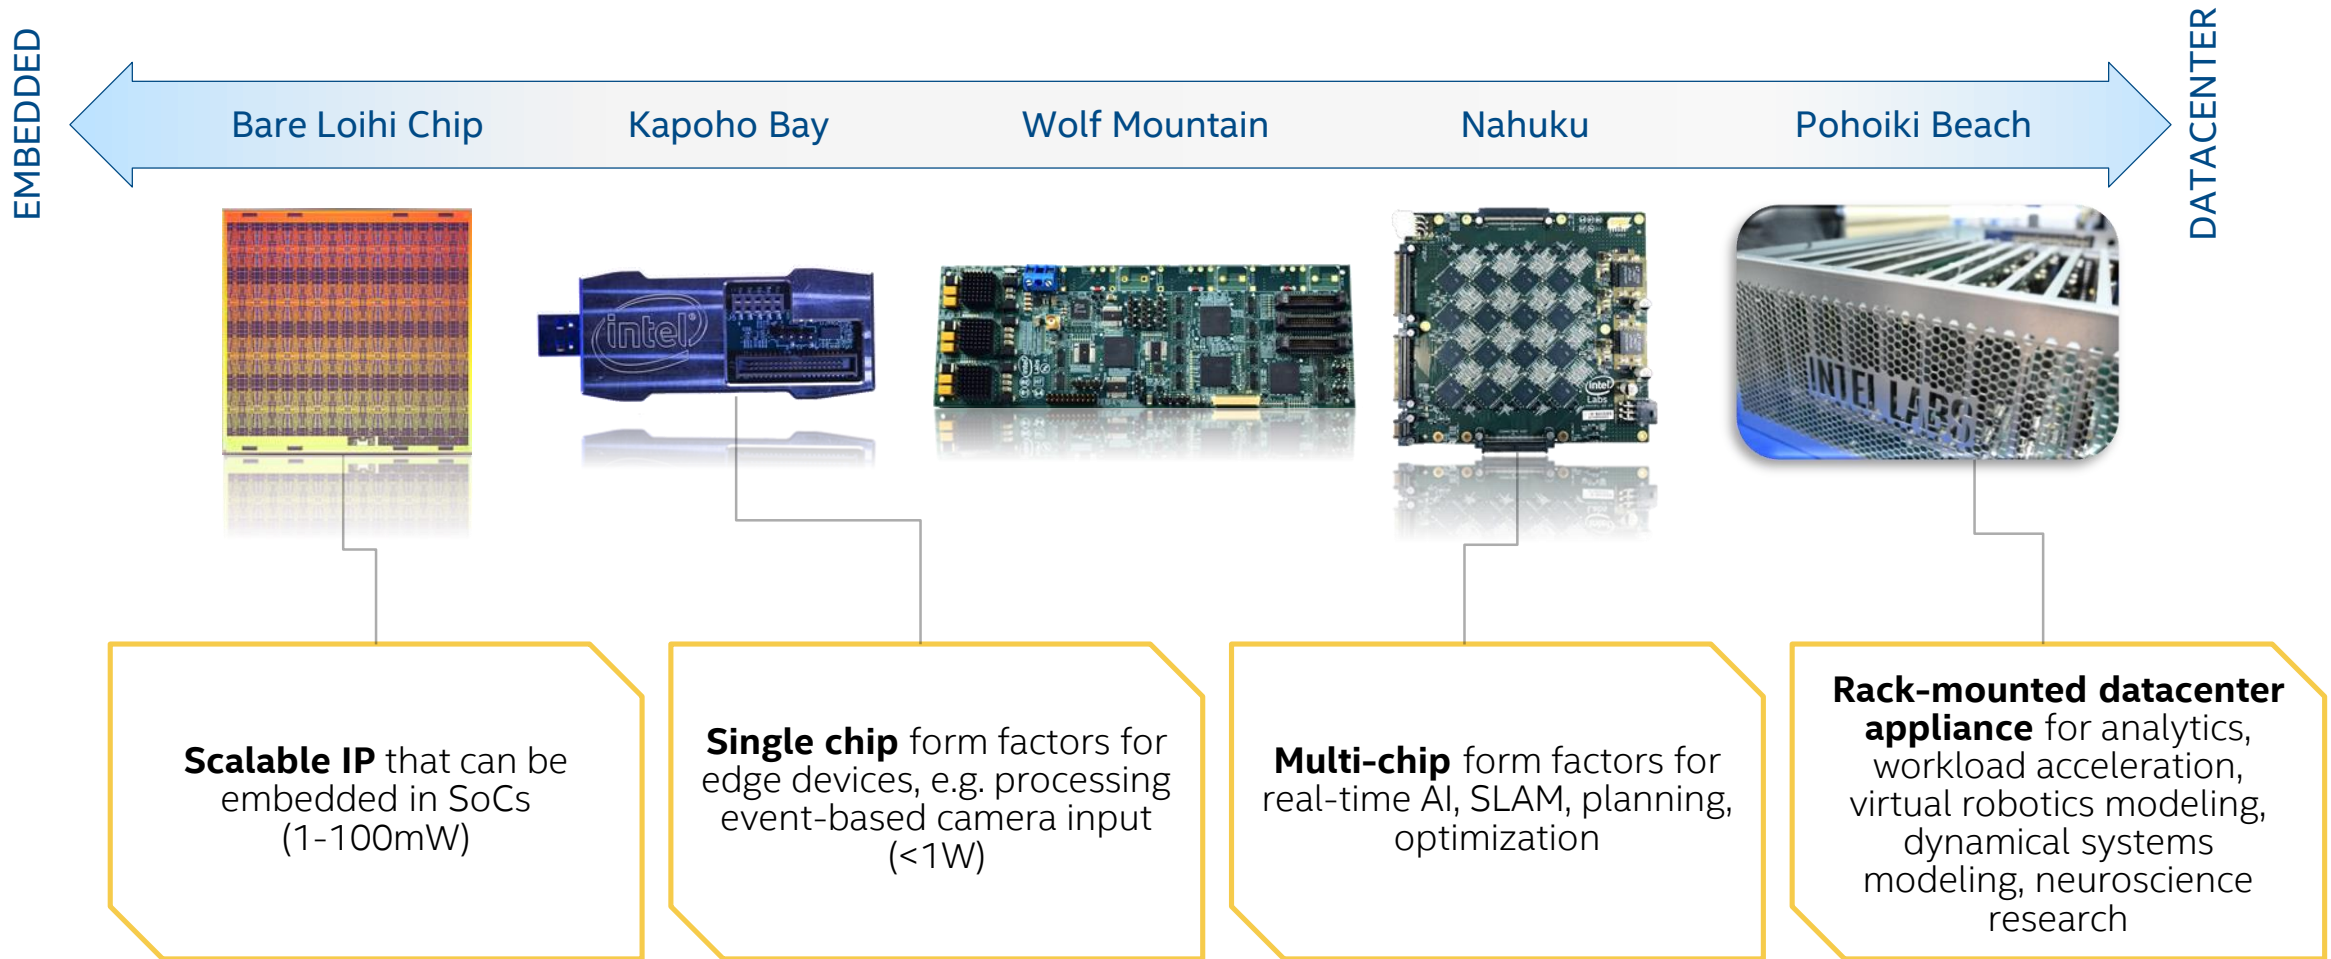 EMBEDDED
Bare Loihi Chip
Kapoho Bay
Wolf Mountain
Nahuku
Pohoiki Beach
DATACENTER
intel
intel
Labs
INTEL LABS
Scalable IP that can be
embedded in SoCs
(1-100mW)
Single chip form factors for
edge devices, e.g. processing
event-based camera input
(<1W)
Multi-chip form factors for
real-time AI, SLAM, planning,
optimization
Rack-mounted datacenter
appliance for analytics,
workload acceleration,
virtual robotics modeling,
dynamical systems
modeling, neuroscience
research